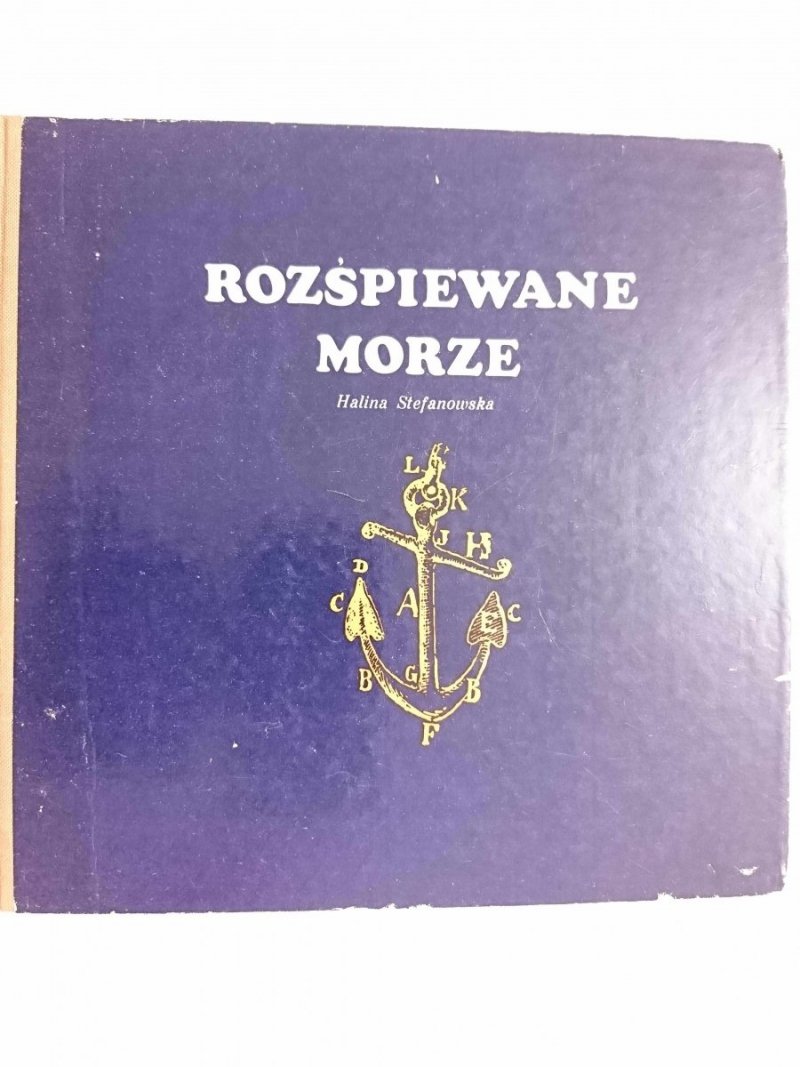 ROZŚPIEWANE
MORZE
Halina Stefanowska
L
K
J H
D
C A E C
I
B G B
F